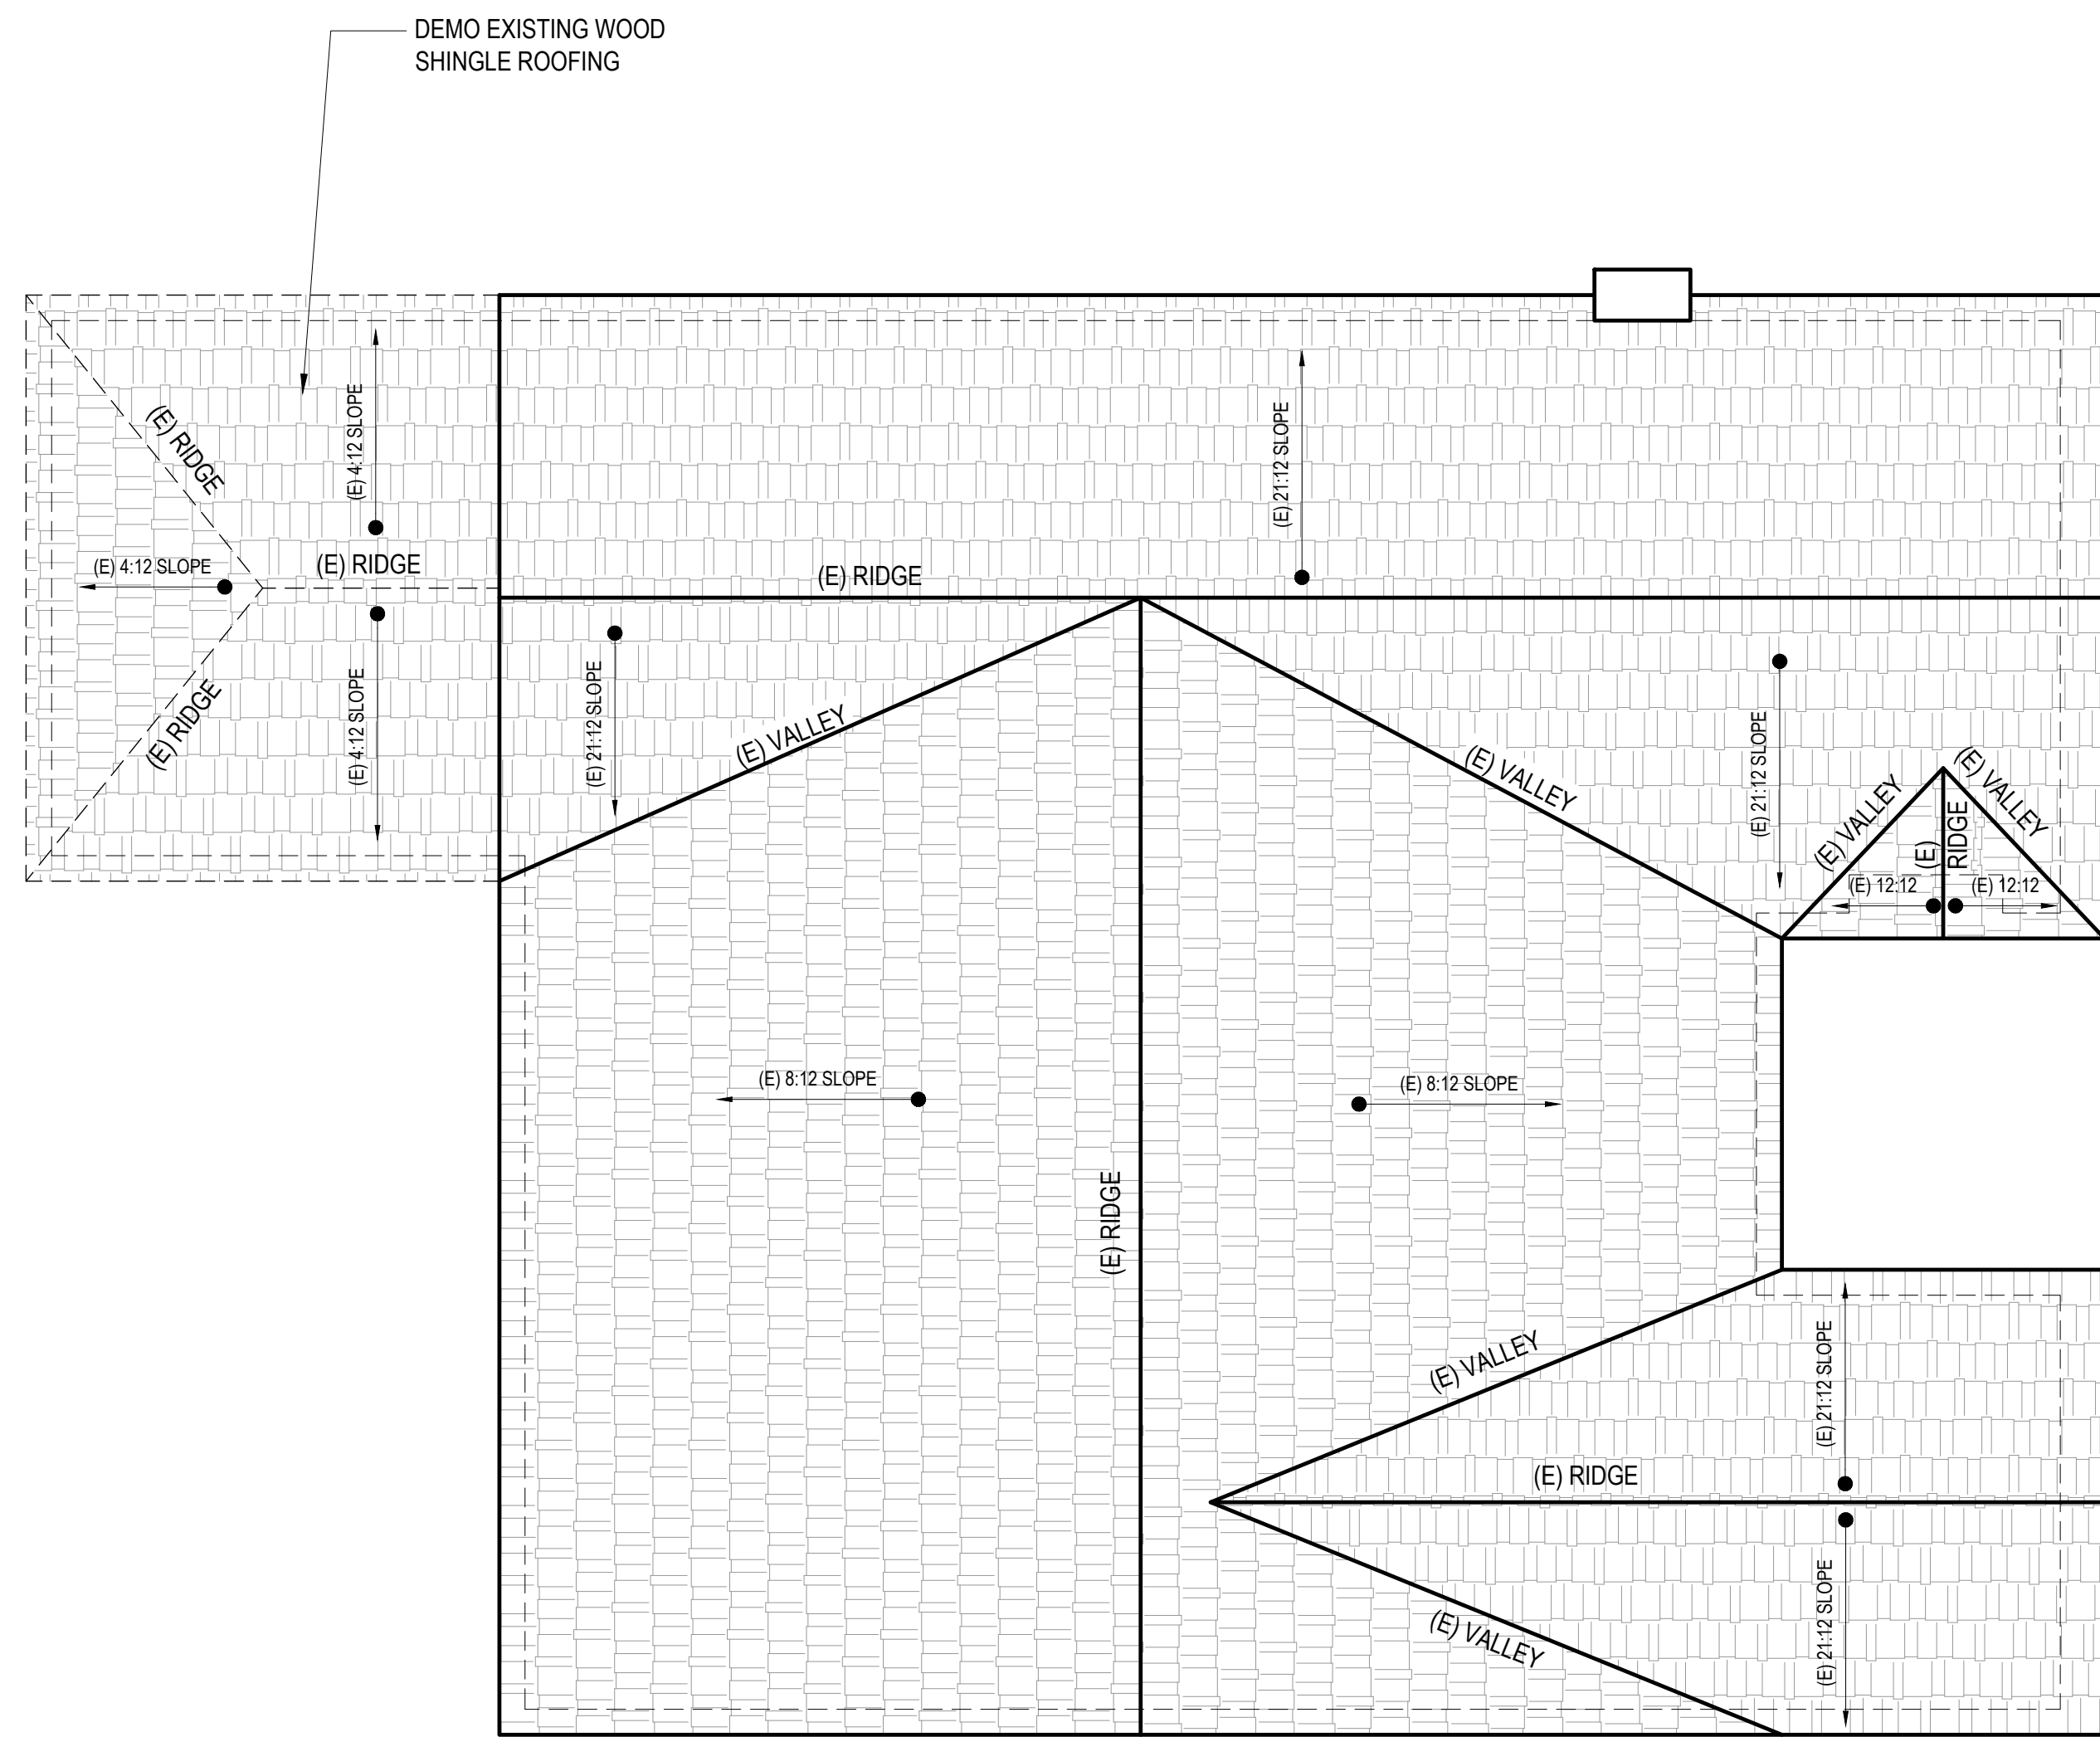 DEMO EXISTING WOOD
SHINGLE ROOFING
(E) RIDGE
(E) 4:12 SLOPE
(E) 21:12 SLOPE
(E) 4:12 SLOPE
(E) RIDGE
(E) RIDGE
(E) RIDGE
(E) 4:12 SLOPE
(E) 21:12 SLOPE
(E) VALLEY
(E) VALLEY
(E) 21:12 SLOPE
(E) VALLEY
(E)
RIDGE
(E) VALLEY
(E) 12:12
(E) 12:12
(E) 8:12 SLOPE
(E) 8:12 SLOPE
(E) RIDGE
(E) VALLEY
(E) 21:12 SLOPE
(E) RIDGE
(E) VALLEY
(E) 21:12 SLOPE